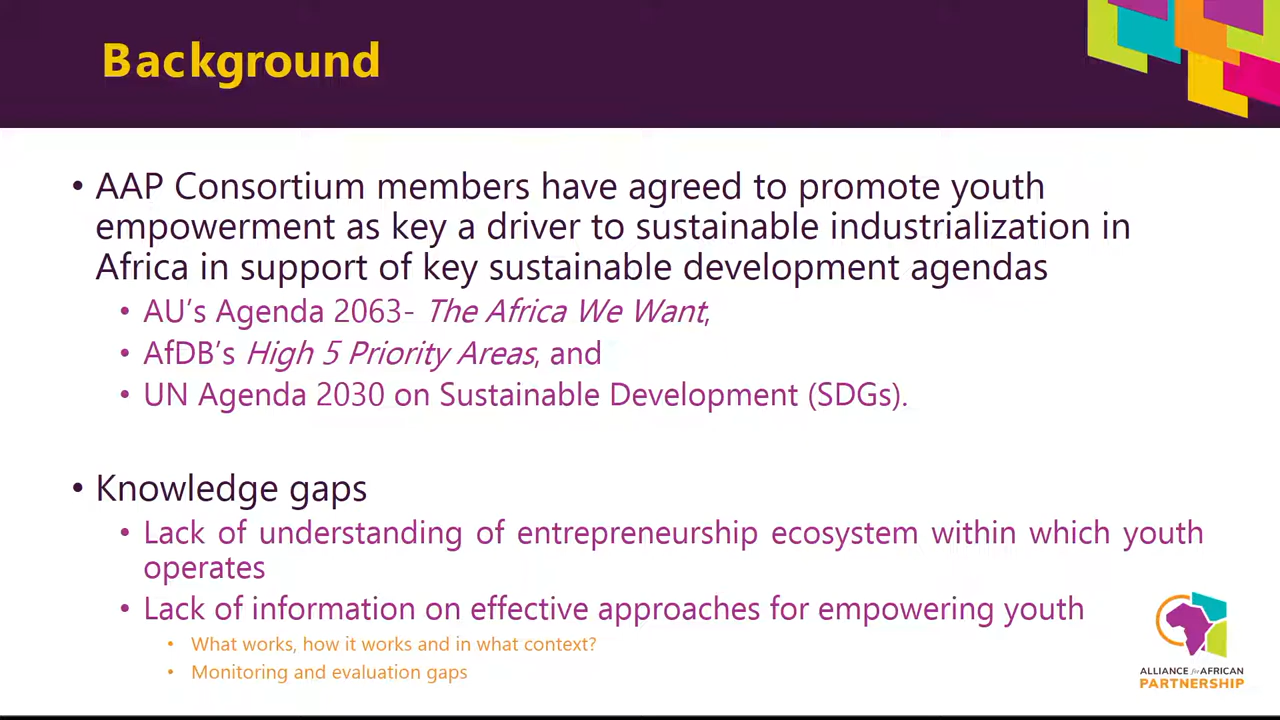 Background
• AAP Consortium members have agreed to promote youth
empowerment as key a driver to sustainable industrialization in
Africa in support of key sustainable development agendas
• AU’s Agenda 2063- The Africa We Want,
• AfDB’s High 5 Priority Areas, and
• UN Agenda 2030 on Sustainable Development (SDGs).
• Knowledge gaps
• Lack of understanding of entrepreneurship ecosystem within which youth
operates
• Lack of information on effective approaches for empowering youth
• What works, how it works and in what context?
• Monitoring and evaluation gaps
ALLIANCE for AFRICAN
PARTNERSHIP